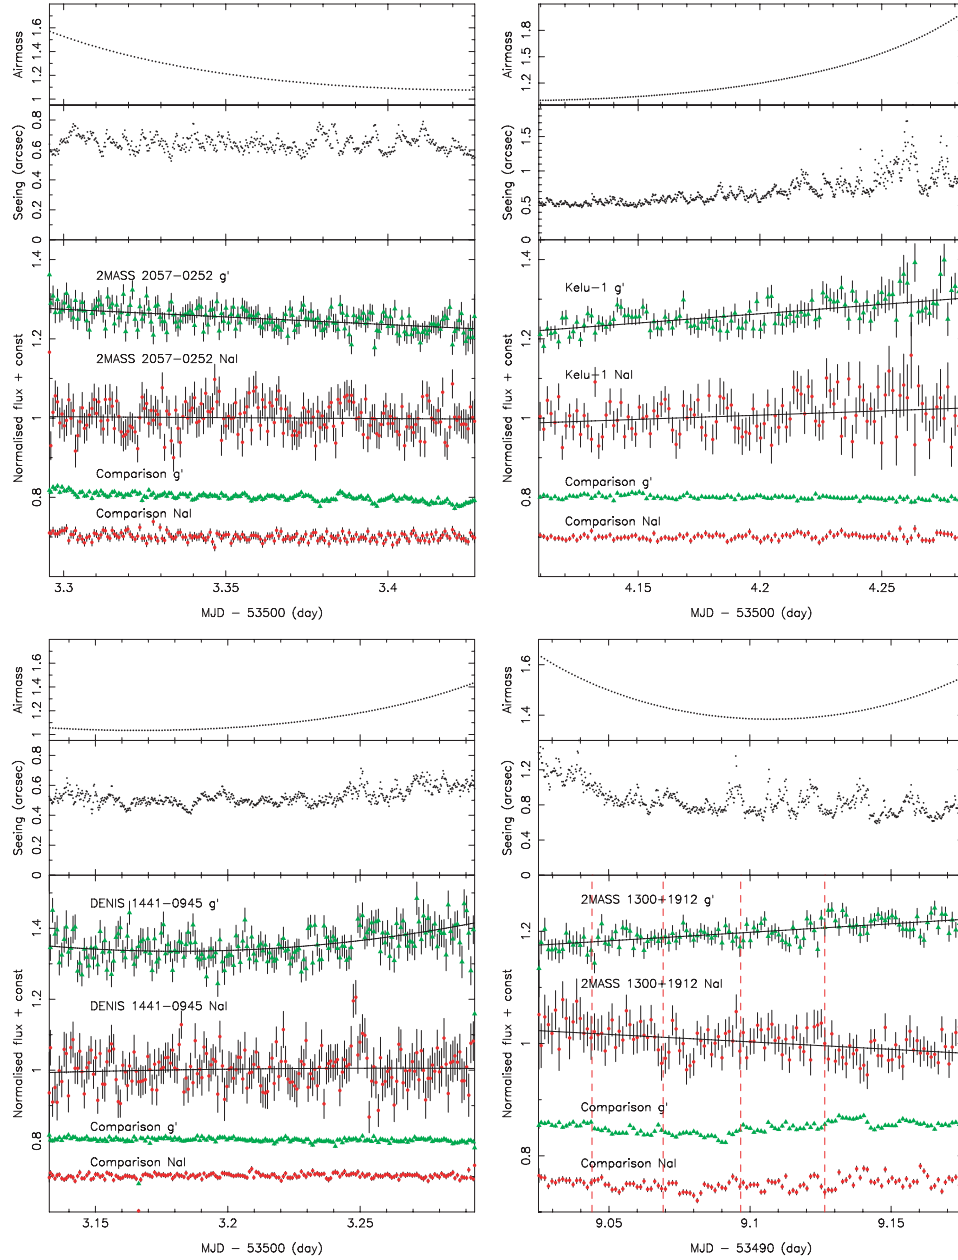 Airmass
1 1.2 1.4 1.6
Seeing (arcsec)
0 0.2 0.4 0.6 0.8
Normalised flux + const
0.8 1 1.2 1.4
2MASS 2057-0252 g'
2MASS 2057-0252 NaI
Comparison g'
Comparison NaI
3.3 3.35 3.4
MJD - 53500 (day)
Airmass
1.2 1.5 1.8
Seeing (arcsec)
0 0.5 1 1.5
Normalised flux + const
0.8 1 1.2 1.4
Kelu-1 g'
Kelu-1 NaI
Comparison g'
Comparison NaI
4.15 4.2 4.25
MJD - 53500 (day)
Airmass
1 1.2 1.4 1.6
Seeing (arcsec)
0 0.2 0.4 0.6 0.8
Normalised flux + const
0.8 1 1.2 1.4
DENIS 1441-0945 g'
DENIS 1441-0945 NaI
Comparison g'
Comparison NaI
3.15 3.2 3.25
MJD - 53500 (day)
Airmass
1.4 1.6
Seeing (arcsec)
0 0.4 0.8 1.2
Normalised flux + const
0.8 1 1.2
2MASS 1300+1912 g'
2MASS 1300+1912 NaI
Comparison g'
Comparison NaI
9.05 9.1 9.15
MJD - 53490 (day)